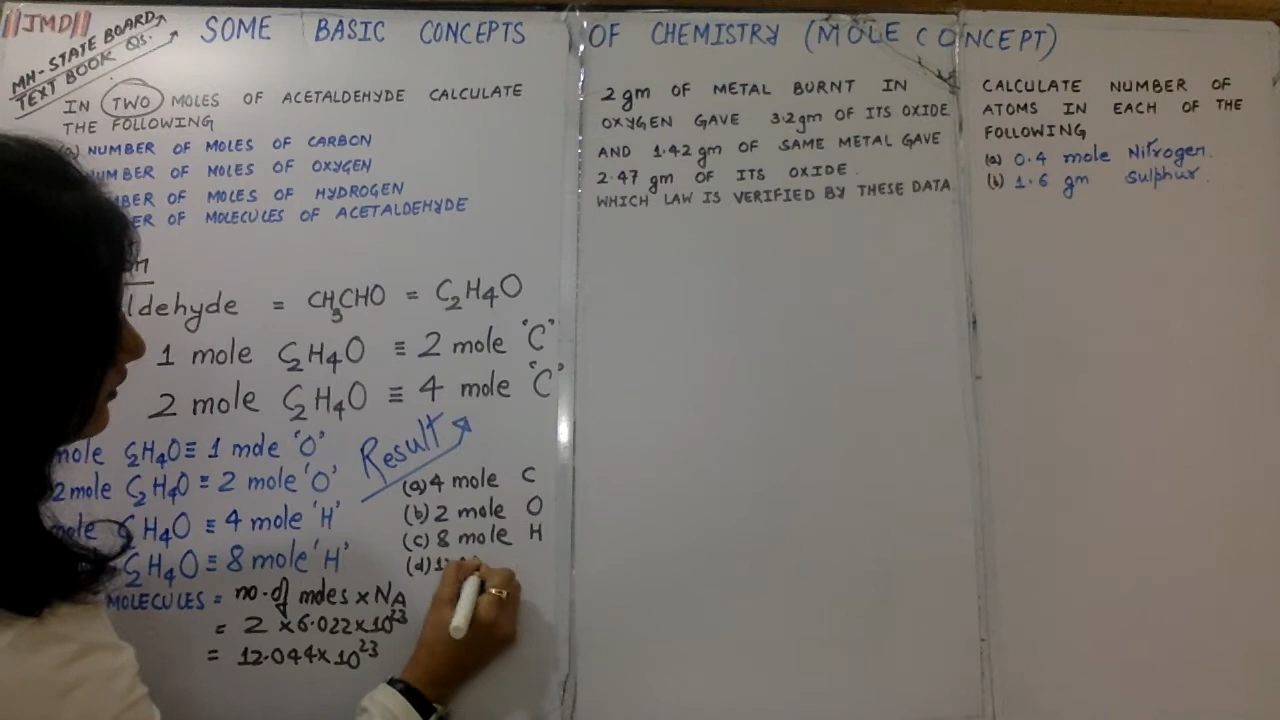 ||JMD||
SOME BASIC CONCEPTS OF CHEMISTRY (MOLE CONCEPT)
MH-STATE BOARD
TEXT BOOK QS.
IN TWO MOLES OF ACETALDEHYDE CALCULATE
THE FOLLOWING
NUMBER OF MOLES OF CARBON
NUMBER OF MOLES OF OXYGEN
OF MOLES OF HYDROGEN
OF MOLECULES OF ACETALDEHYDE
ldehyde = CH₃CHO = C₂H₄O
1 mole C₂H₄O ≡ 2 mole 'C'
2 mole C₂H₄O ≡ 4 mole 'C'
mole C₂H₄O ≡ 1 mole 'O'
2 mole C₂H₄O ≡ 2 mole 'O'
mole C₂H₄O ≡ 4 mole 'H'
C₂H₄O ≡ 8 mole 'H'
MOLECULES = no. of moles × NA
= 2 × 6.022 × 10²³
= 12.044 × 10²³
Result
(a) 4 mole C
(b) 2 mole O
(c) 8 mole H
(d)
2 gm OF METAL BURNT IN
OXYGEN GAVE 3.2 gm OF ITS OXIDE
AND 1.42 gm OF SAME METAL GAVE
2.47 gm OF ITS OXIDE.
WHICH LAW IS VERIFIED BY THESE DATA
CALCULATE NUMBER OF
ATOMS IN EACH OF THE
FOLLOWING
(a) 0.4 mole Nitrogen.
(b) 1.6 gm Sulphur.